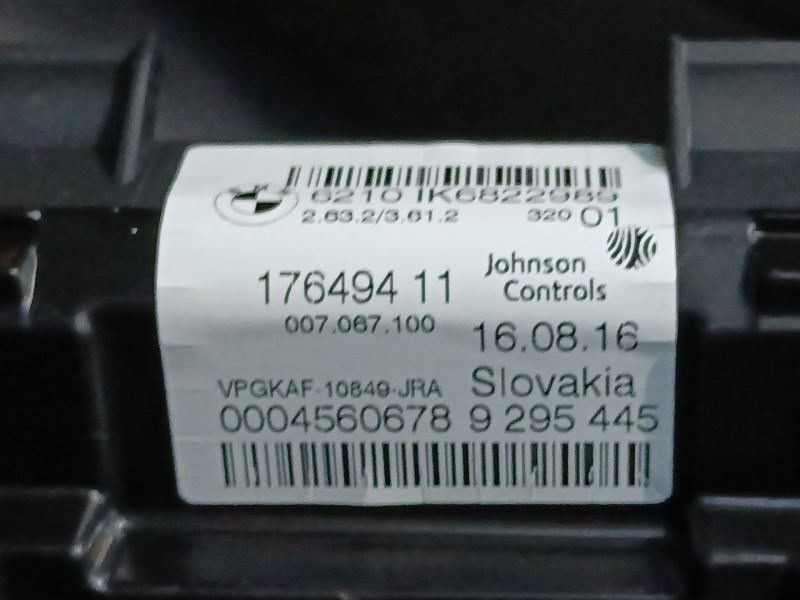 6210 IK6822989
2.63.2/3.61.2 320 01
Johnson
Controls
176494 11
007.067.100
16.08.16
VPGKAF-10849-JRA Slovakia
0004560678 9 295 445